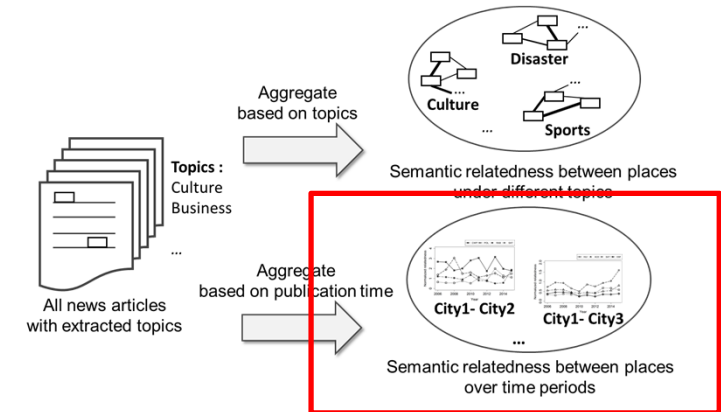 Disaster
...
Culture
...
Sports
...
...
Aggregate
based on topics
Semantic relatedness between places
under different topics
Topics :
Culture
Business
...
All news articles
with extracted topics
Aggregate
based on publication time
City1- City2
City1- City3
...
Semantic relatedness between places
over time periods